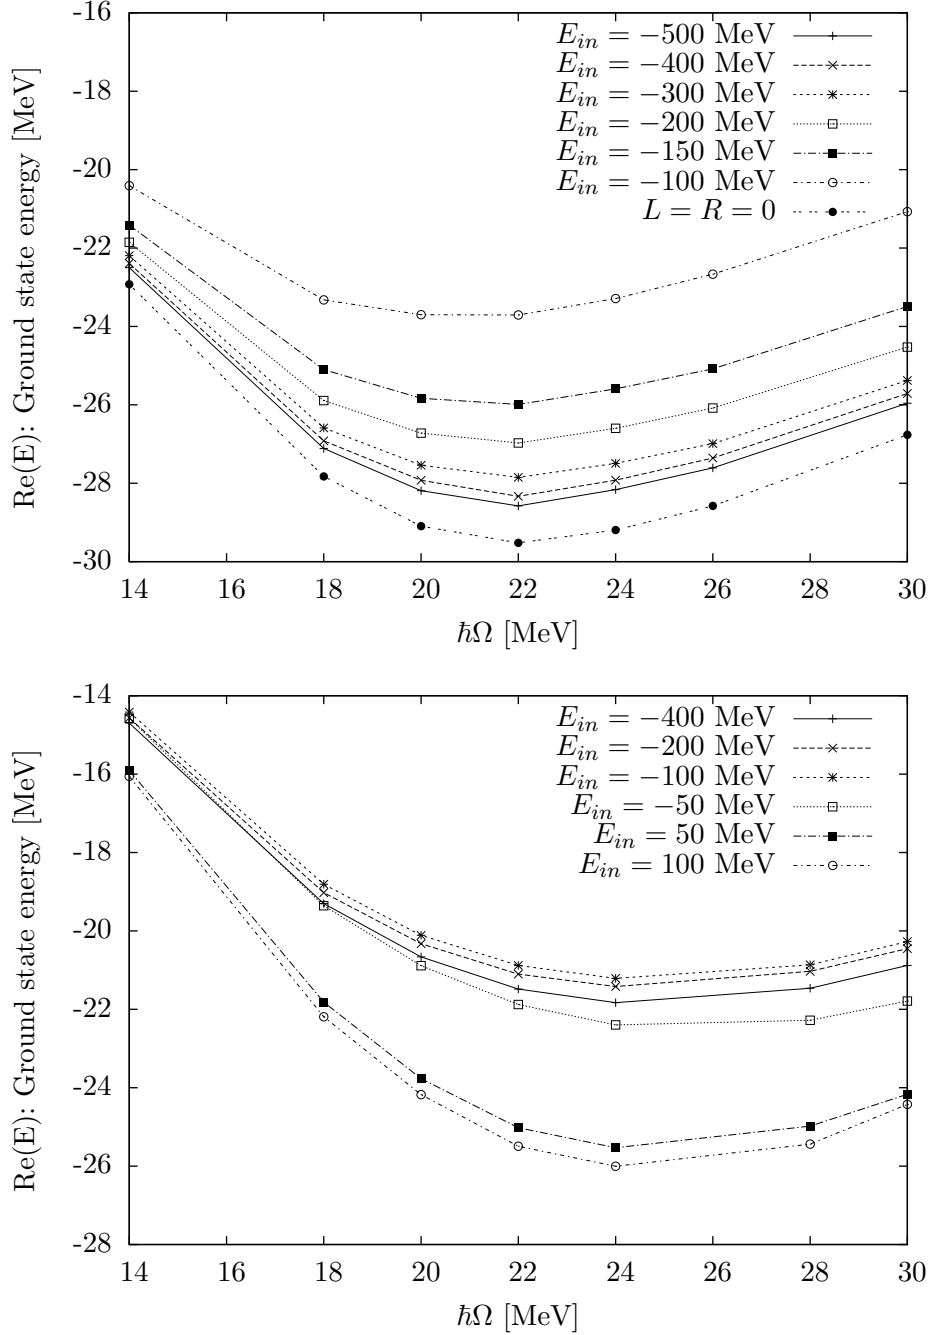 -16
-18
-20
-22
-24
-26
-28
-30
Re(E): Ground state energy [MeV]
E_in = −500 MeV
E_in = −400 MeV
E_in = −300 MeV
E_in = −200 MeV
E_in = −150 MeV
E_in = −100 MeV
L = R = 0
14 16 18 20 22 24 26 28 30
ħΩ [MeV]
-14
-16
-18
-20
-22
-24
-26
-28
Re(E): Ground state energy [MeV]
E_in = −400 MeV
E_in = −200 MeV
E_in = −100 MeV
E_in = −50 MeV
E_in = 50 MeV
E_in = 100 MeV
14 16 18 20 22 24 26 28 30
ħΩ [MeV]